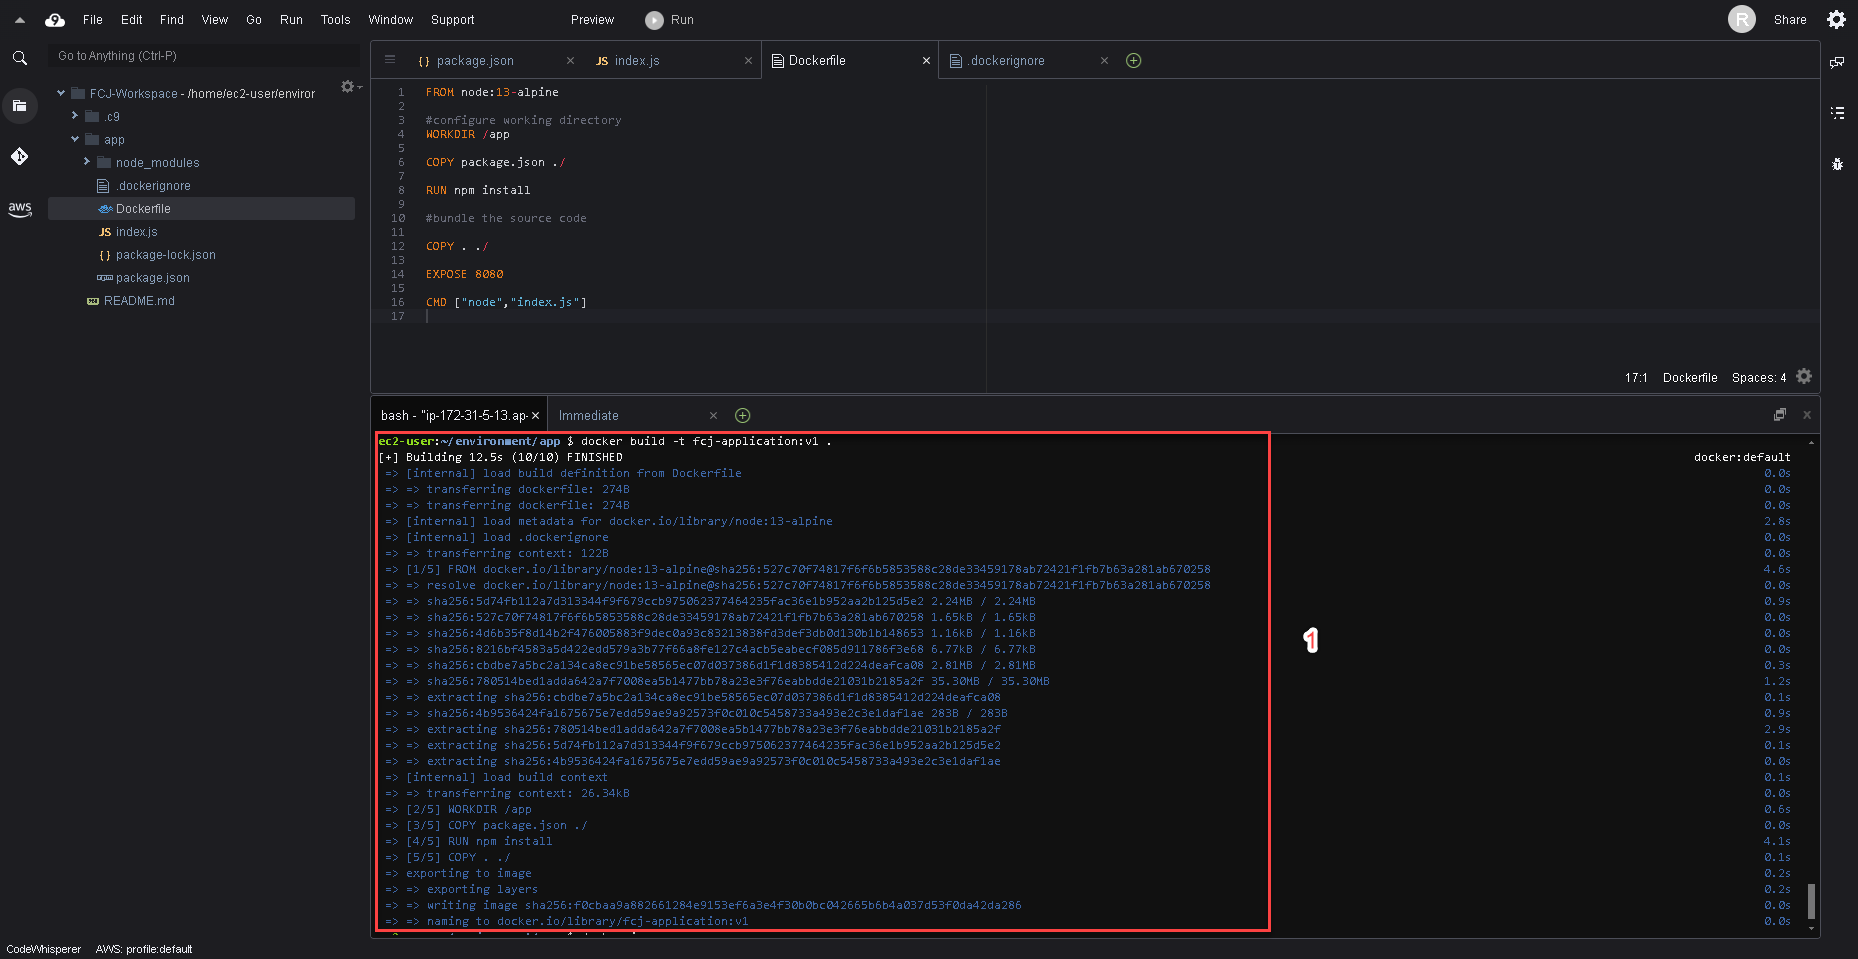 File Edit Find View Go Run Tools Window Support Preview Run R Share
Go to Anything (Ctrl-P)
FCJ-Workspace - /home/ec2-user/enviror
.c9
app
node_modules
.dockerignore
Dockerfile
JS index.js
{ } package-lock.json
package.json
README.md
aws
{ } package.json
JS index.js
Dockerfile
.dockerignore
1 FROM node:13-alpine
2
3 #configure working directory
4 WORKDIR /app
5
6 COPY package.json ./
7
8 RUN npm install
9
10 #bundle the source code
11
12 COPY . ./
13
14 EXPOSE 8080
15
16 CMD ["node","index.js"]
17
17:1 Dockerfile Spaces: 4
bash - "ip-172-31-5-13.ap- Immediate
ec2-user:~/environment/app $ docker build -t fcj-application:v1 .
[+] Building 12.5s (10/10) FINISHED docker:default
=> [internal] load build definition from Dockerfile 0.0s
=> => transferring dockerfile: 274B 0.0s
=> => transferring dockerfile: 274B 0.0s
=> [internal] load metadata for docker.io/library/node:13-alpine 2.8s
=> [internal] load .dockerignore 0.0s
=> => transferring context: 122B 0.0s
=> [1/5] FROM docker.io/library/node:13-alpine@sha256:527c70f74817f6f6b5853588c28de33459178ab72421f1fb7b63a281ab670258 4.6s
=> => resolve docker.io/library/node:13-alpine@sha256:527c70f74817f6f6b5853588c28de33459178ab72421f1fb7b63a281ab670258 0.0s
=> => sha256:5d74fb112a7d313344f9f679ccb975062377464235fac36e1b952aa2b125d5e2 2.24MB / 2.24MB 0.9s
=> => sha256:527c70f74817f6f6b5853588c28de33459178ab72421f1fb7b63a281ab670258 1.65kB / 1.65kB 0.0s
=> => sha256:4d6b35f8d14b2f476005883f9dec0a93c83213838fd3def3db0d130b1b148653 1.16kB / 1.16kB 0.0s
=> => sha256:8216bf4583a5d422edd579a3b77f66a8fe127c4acb5eabecf085d911786f3e68 6.77kB / 6.77kB 0.0s
=> => sha256:cbdbe7a5bc2a134ca8ec91be58565ec07d037386d1f1d8385412d224deafca08 2.81MB / 2.81MB 0.3s
=> => sha256:780514bed1adda642a7f7008ea5b1477bb78a23e3f76eabbdde21031b2185a2f 35.30MB / 35.30MB 1.2s
=> => extracting sha256:cbdbe7a5bc2a134ca8ec91be58565ec07d037386d1f1d8385412d224deafca08 0.1s
=> => sha256:4b9536424fa1675675e7edd59ae9a92573f0c010c5458733a493e2c3e1daf1ae 283B / 283B 0.9s
=> => extracting sha256:780514bed1adda642a7f7008ea5b1477bb78a23e3f76eabbdde21031b2185a2f 2.9s
=> => extracting sha256:5d74fb112a7d313344f9f679ccb975062377464235fac36e1b952aa2b125d5e2 0.1s
=> => extracting sha256:4b9536424fa1675675e7edd59ae9a92573f0c010c5458733a493e2c3e1daf1ae 0.0s
=> [internal] load build context 0.1s
=> => transferring context: 26.34kB 0.0s
=> [2/5] WORKDIR /app 0.6s
=> [3/5] COPY package.json ./ 0.0s
=> [4/5] RUN npm install 4.1s
=> [5/5] COPY . ./ 0.1s
=> exporting to image 0.2s
=> => exporting layers 0.2s
=> => writing image sha256:f0cbaa9a882661284e9153ef6a3e4f30b0bc042665b6b4a037d53f0da42da286 0.0s
=> => naming to docker.io/library/fcj-application:v1 0.0s
1
CodeWhisperer AWS: profile:default